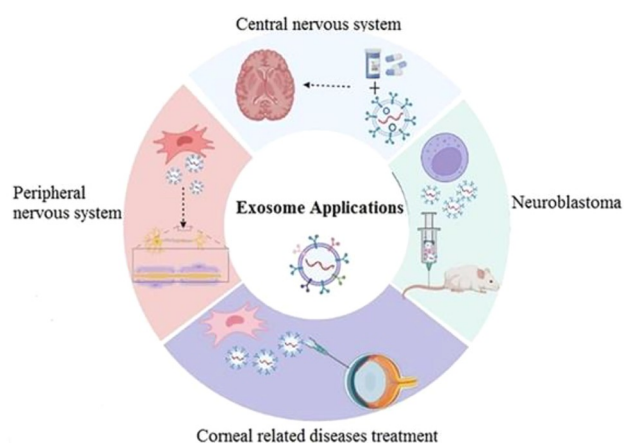 Central nervous system
Peripheral
nervous system
Exosome Applications
Neuroblastoma
Corneal related diseases treatment